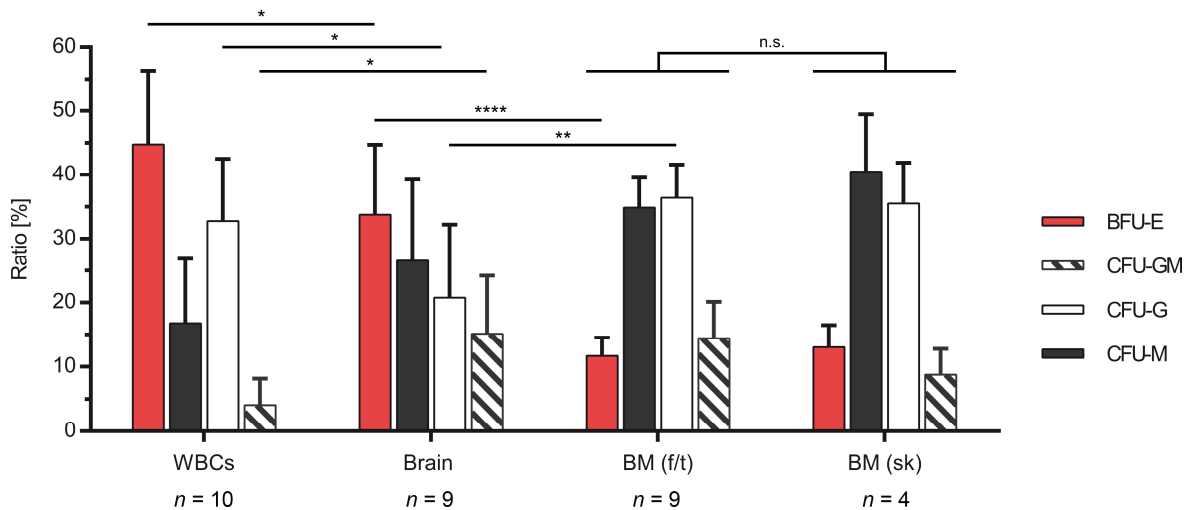 *
*
*
n.s.
****
**
60
50
40
30
20
10
0
Ratio [%]
WBCs Brain BM (f/t) BM (sk)
n = 10 n = 9 n = 9 n = 4
BFU-E
CFU-GM
CFU-G
CFU-M